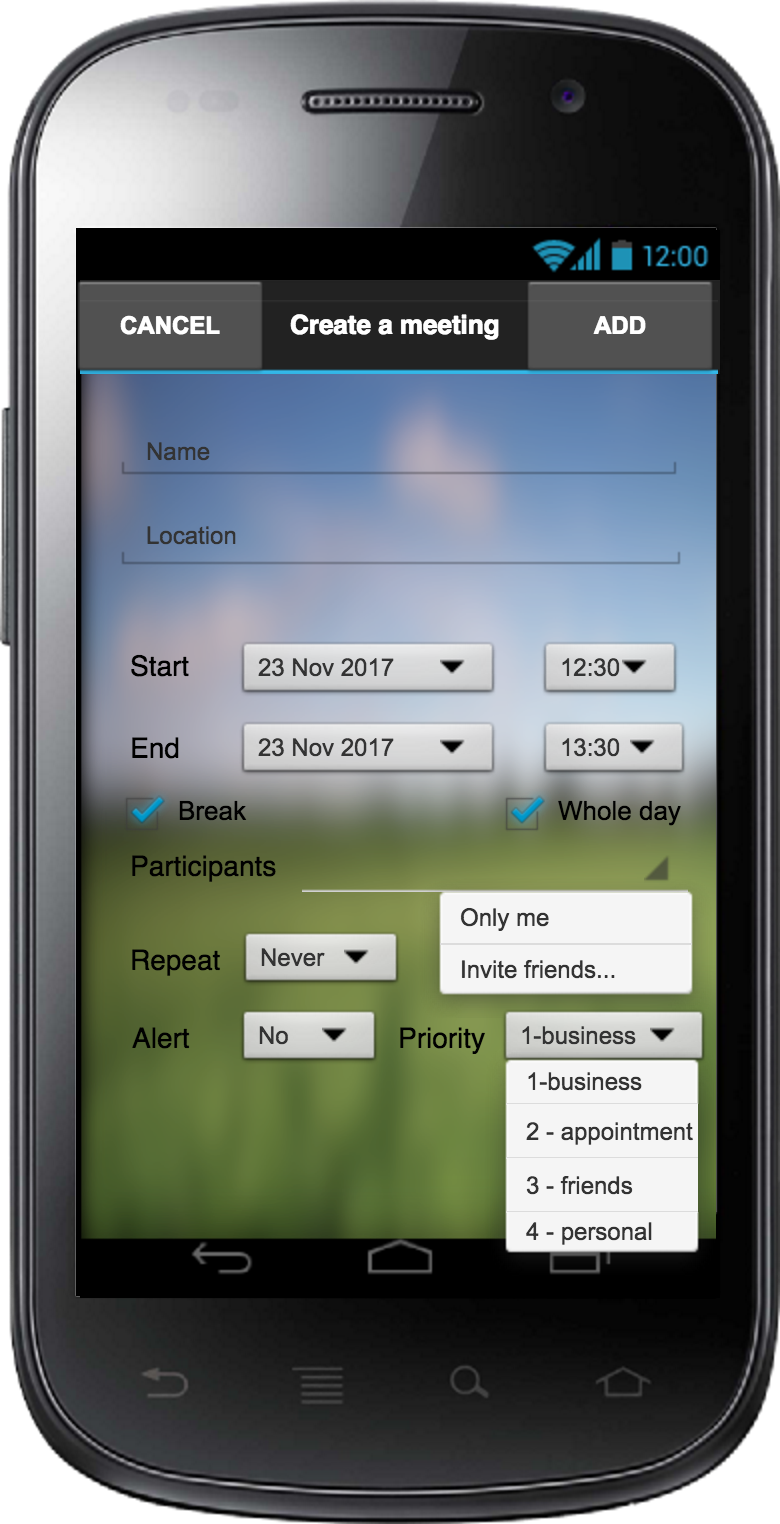 12:00
CANCEL Create a meeting ADD
Name
Location
Start 23 Nov 2017 12:30
End 23 Nov 2017 13:30
Break Whole day
Participants
Only me
Repeat Never Invite friends...
Alert No Priority 1-business
1-business
2 - appointment
3 - friends
4 - personal